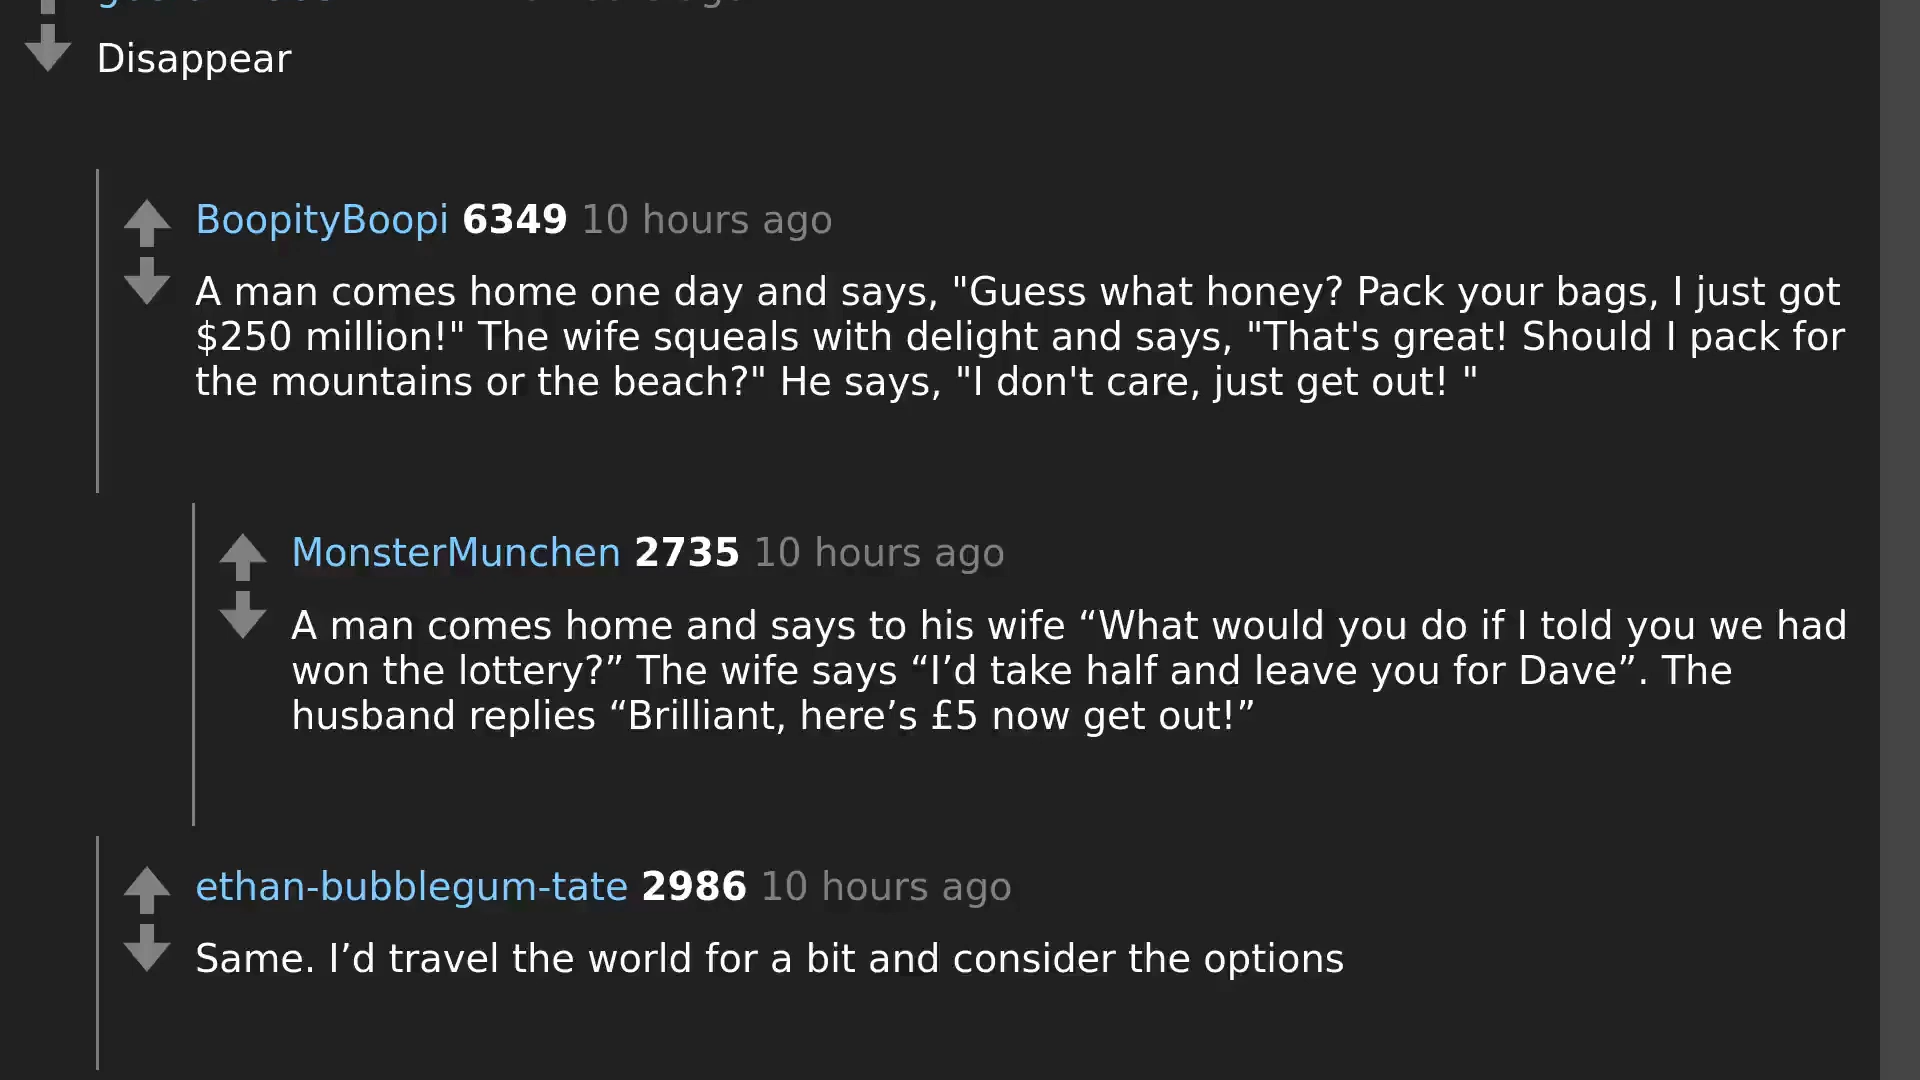 Disappear
BoopityBoopi 6349 10 hours ago
A man comes home one day and says, "Guess what honey? Pack your bags, I just got
$250 million!" The wife squeals with delight and says, "That's great! Should I pack for
the mountains or the beach?" He says, "I don't care, just get out! "
MonsterMunchen 2735 10 hours ago
A man comes home and says to his wife “What would you do if I told you we had
won the lottery?” The wife says “I’d take half and leave you for Dave”. The
husband replies “Brilliant, here’s £5 now get out!”
ethan-bubblegum-tate 2986 10 hours ago
Same. I’d travel the world for a bit and consider the options